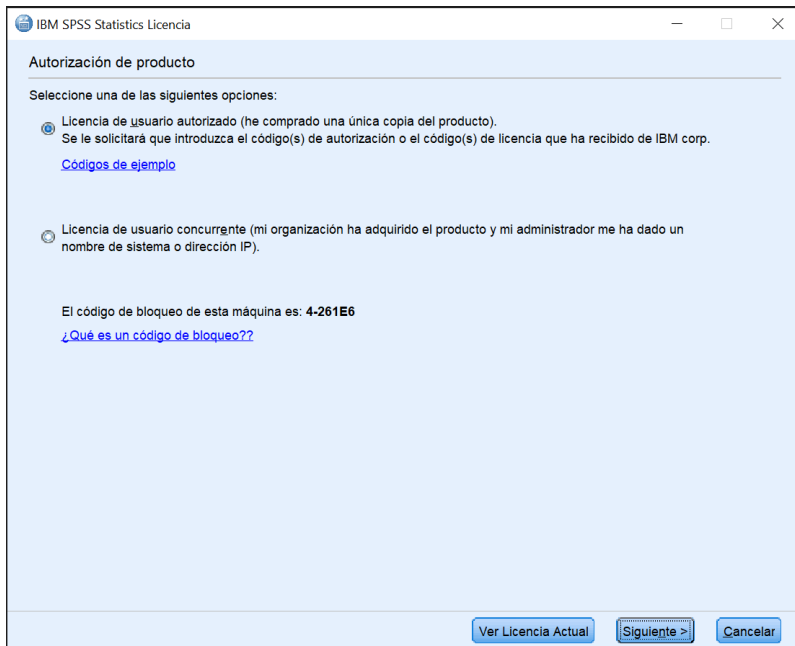 IBM SPSS Statistics Licencia
Autorización de producto
Seleccione una de las siguientes opciones:
Licencia de usuario autorizado (he comprado una única copia del producto).
Se le solicitará que introduzca el código(s) de autorización o el código(s) de licencia que ha recibido de IBM corp.
Códigos de ejemplo
Licencia de usuario concurrente (mi organización ha adquirido el producto y mi administrador me ha dado un
nombre de sistema o dirección IP).
El código de bloqueo de esta máquina es: 4-261E6
¿Qué es un código de bloqueo??
Ver Licencia Actual
Siguiente >
Cancelar